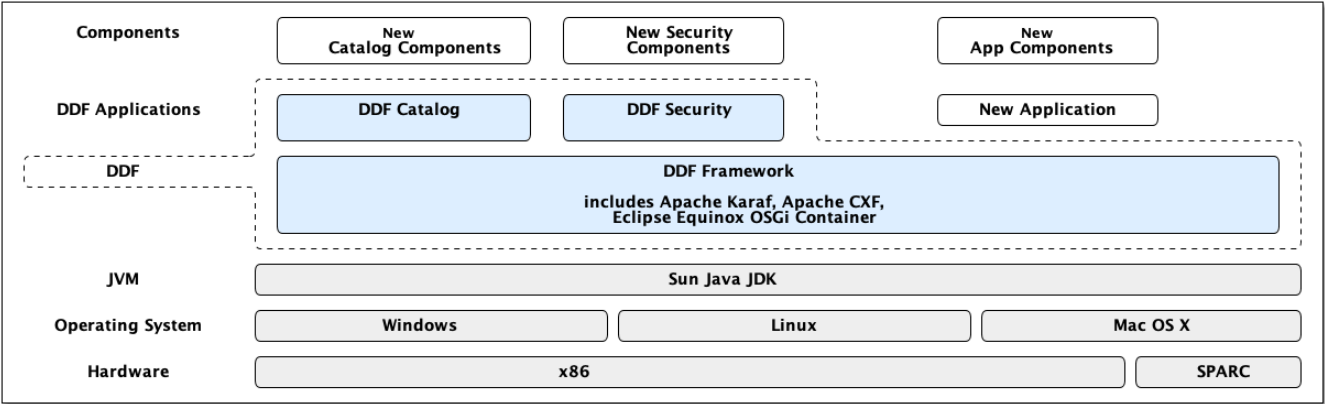 Components
New
Catalog Components
New Security
Components
New
App Components
DDF Applications
DDF Catalog
DDF Security
New Application
DDF
DDF Framework
includes Apache Karaf, Apache CXF,
Eclipse Equinox OSGi Container
JVM
Sun Java JDK
Operating System
Windows
Linux
Mac OS X
Hardware
x86
SPARC